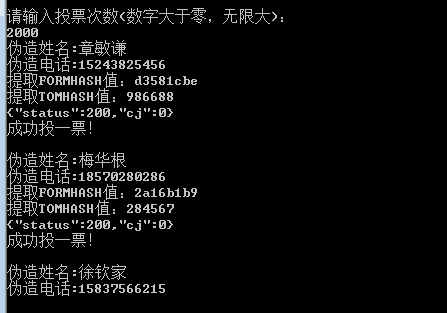 请输入投票次数(数字大于零，无限大)：
2000
伪造姓名:章敏谦
伪造电话:15243825456
提取FORMHASH值：d3581cbe
提取TOMHASH值：986688
{"status":200,"cj":0}
成功投一票！
伪造姓名:梅华根
伪造电话:18570280286
提取FORMHASH值：2a16b1b9
提取TOMHASH值：284567
{"status":200,"cj":0}
成功投一票！
伪造姓名:徐钦家
伪造电话:15837566215